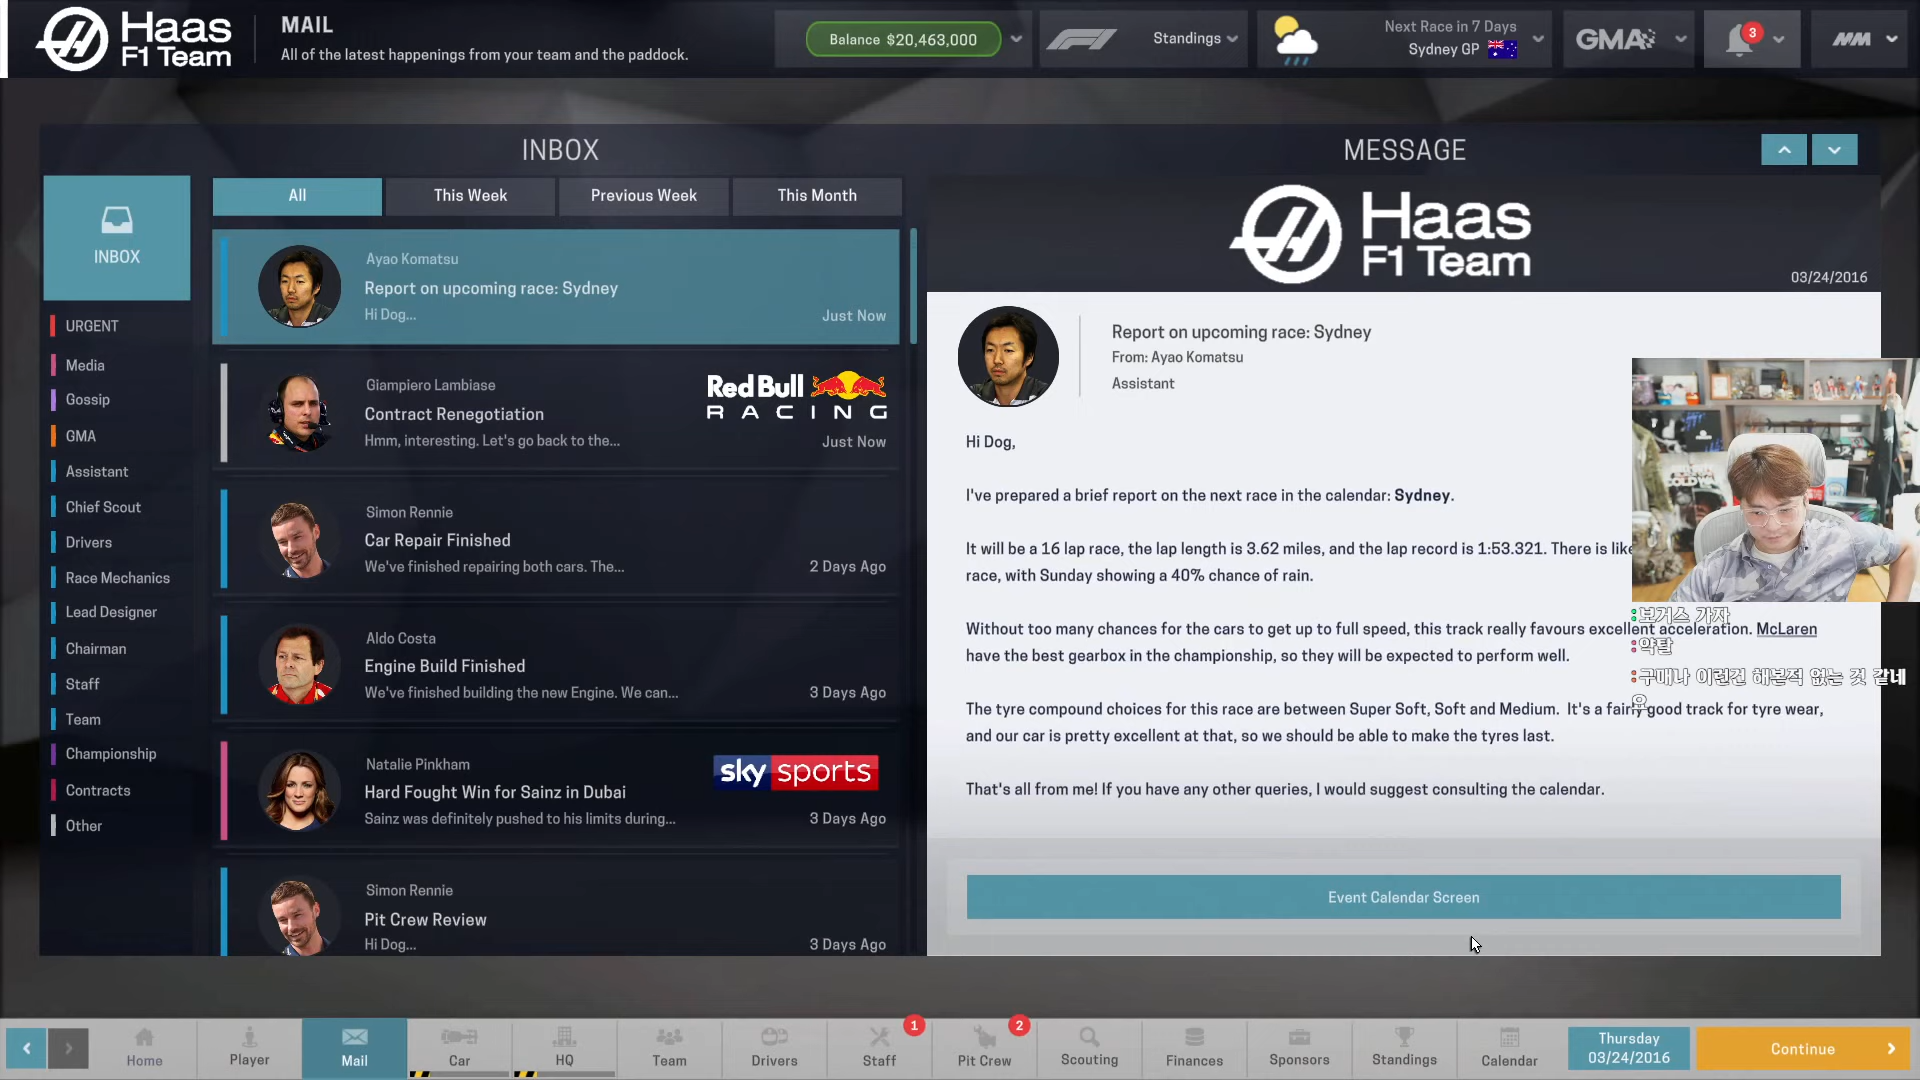 Haas
F1 Team
MAIL
All of the latest happenings from your team and the paddock.
Balance $20,463,000
Standings
Next Race in 7 Days
Sydney GP
GMA
3
INBOX
MESSAGE
INBOX
All
This Week
Previous Week
This Month
URGENT
Media
Gossip
GMA
Assistant
Chief Scout
Drivers
Race Mechanics
Lead Designer
Chairman
Staff
Team
Championship
Contracts
Other
Ayao Komatsu
Report on upcoming race: Sydney
Hi Dog...
Just Now
Giampiero Lambiase
Contract Renegotiation
Hmm, interesting. Let's go back to the...
Just Now
Red Bull
RACING
Simon Rennie
Car Repair Finished
We've finished repairing both cars. The...
2 Days Ago
Aldo Costa
Engine Build Finished
We've finished building the new Engine. We can...
3 Days Ago
Natalie Pinkham
Hard Fought Win for Sainz in Dubai
Sainz was definitely pushed to his limits during...
3 Days Ago
sky sports
Simon Rennie
Pit Crew Review
Hi Dog...
3 Days Ago
Haas
F1 Team
03/24/2016
Report on upcoming race: Sydney
From: Ayao Komatsu
Assistant
Hi Dog,
I've prepared a brief report on the next race in the calendar: Sydney.
It will be a 16 lap race, the lap length is 3.62 miles, and the lap record is 1:53.321. There is
race, with Sunday showing a 40% chance of rain.
Without too many chances for the cars to get up to full speed, this track really favours excellent acceleration. McLaren
have the best gearbox in the championship, so they will be expected to perform well.
The tyre compound choices for this race are between Super Soft, Soft and Medium. It's a fairly good track for tyre wear,
and our car is pretty excellent at that, so we should be able to make the tyres last.
That's all from me! If you have any other queries, I would suggest consulting the calendar.
Event Calendar Screen
:보거스 가자
:약탈
:구매나 이런건 해본적 없는 것 같네
요
Home
Player
Mail
Car
HQ
Team
Drivers
1
Staff
2
Pit Crew
Scouting
Finances
Sponsors
Standings
Calendar
Thursday
03/24/2016
Continue